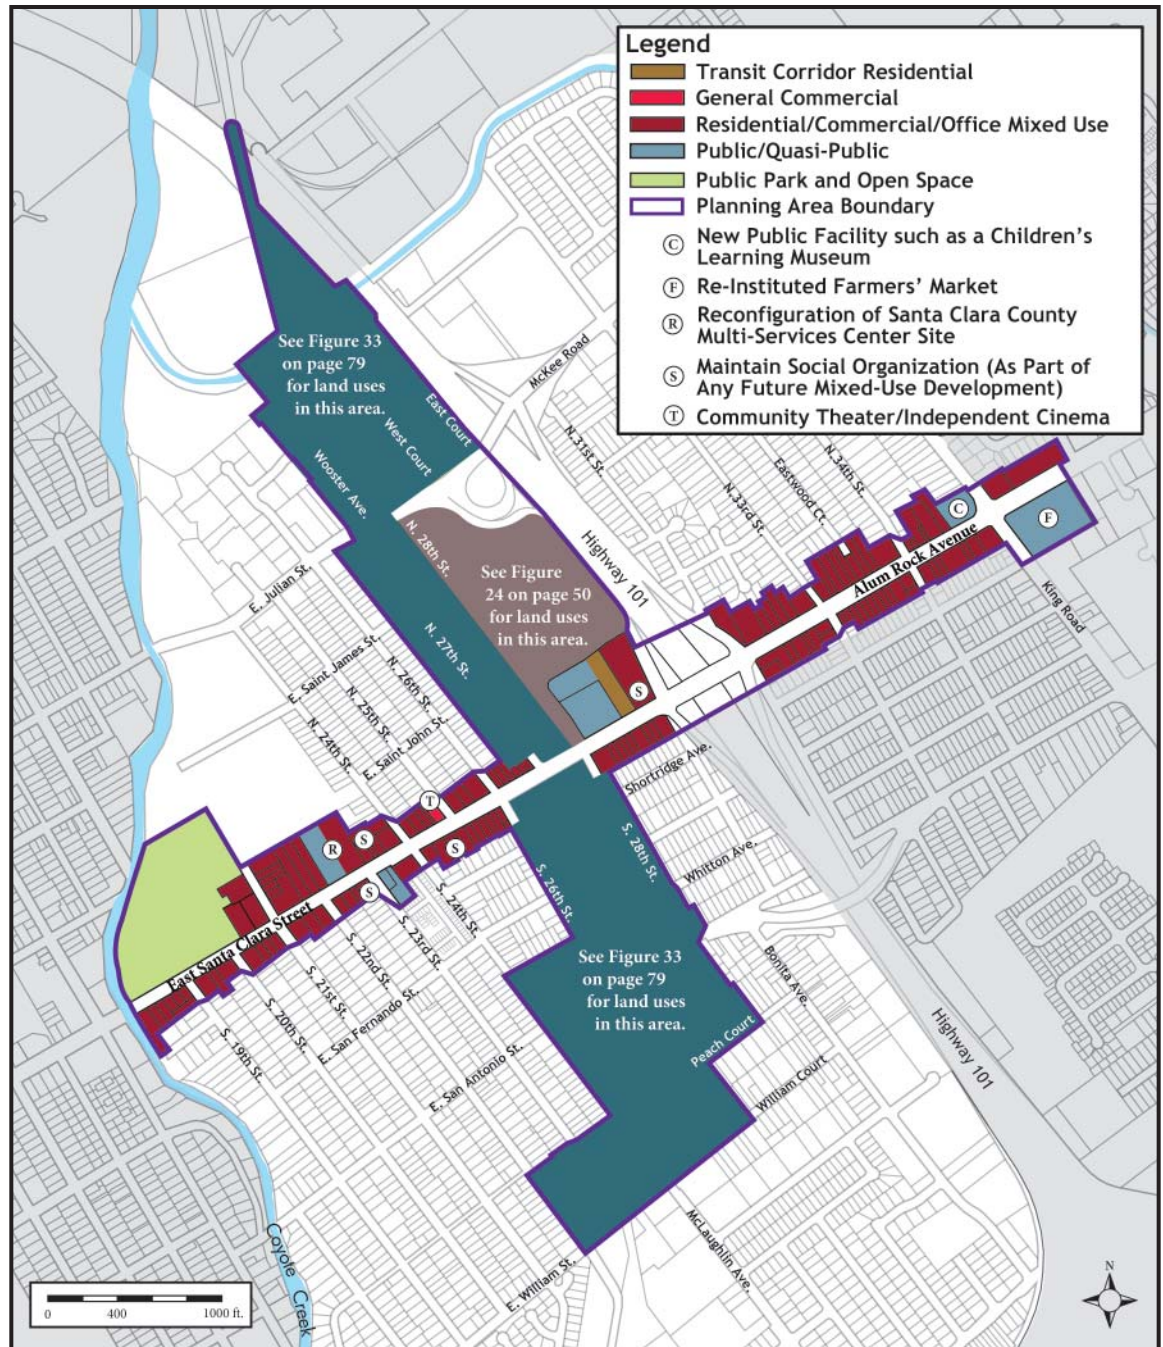 Legend
Transit Corridor Residential
General Commercial
Residential/Commercial/Office Mixed Use
Public/Quasi-Public
Public Park and Open Space
Planning Area Boundary
C New Public Facility such as a Children's
Learning Museum
F Re-Instituted Farmers' Market
R Reconfiguration of Santa Clara County
Multi-Services Center Site
S Maintain Social Organization (As Part of
Any Future Mixed-Use Development)
T Community Theater/Independent Cinema
See Figure 33
on page 79
for land uses
in this area.
McKee Road
East Court
West Court
Wooster Ave.
N. 31st St.
N. 33rd St.
Eastwood Ct.
N. 34th St.
C
F
Alum Rock Avenue
King Road
Highway 101
N. 28th St.
See Figure
24 on page 50
for land uses
in this area.
E. Julian St.
N. 27th St.
E. Saint James St.
N. 26th St.
N. 25th St.
N. 24th St.
E. Saint John St.
S
Shortridge Ave.
T
R
S
S
S
East Santa Clara Street
S. 28th St.
Whitton Ave.
S. 26th St.
S. 24th St.
S. 23rd St.
S. 22nd St.
S. 21st St.
S. 20th St.
S. 19th St.
E. San Fernando St.
E. San Antonio St.
See Figure 33
on page 79
for land uses
in this area.
Bonita Ave.
Peach Court
William Court
Highway 101
McLaughlin Ave.
E. William St.
Coyote Creek
0 400 1000 ft.
N